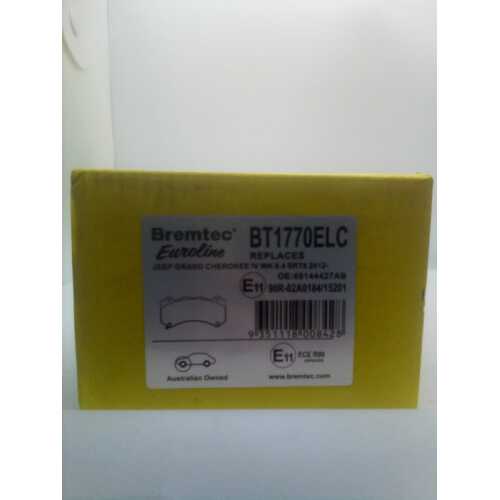 Bremtec®
Euroline
BT1770ELC
REPLACES
JEEP GRAND CHEROKEE IV WK 6.4 SRT8 2012-
OE:68144427AB
E11 90R-02A0184/15201
9351116008428
E11 ECE R90
Australian Owned
www.bremtec.com